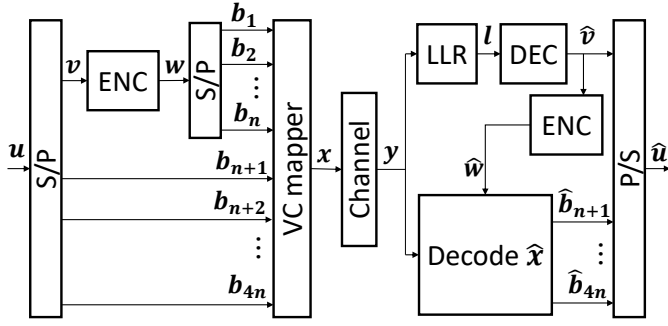 u
S/P
v
ENC
w
S/P
b₁
b₂
...
bₙ
bₙ₊₁
bₙ₊₂
...
b₄ₙ
VC mapper
x
Channel
y
LLR
l
DEC
v̂
ENC
ŵ
Decode x̂
b̂ₙ₊₁
...
b̂₄ₙ
P/S
û